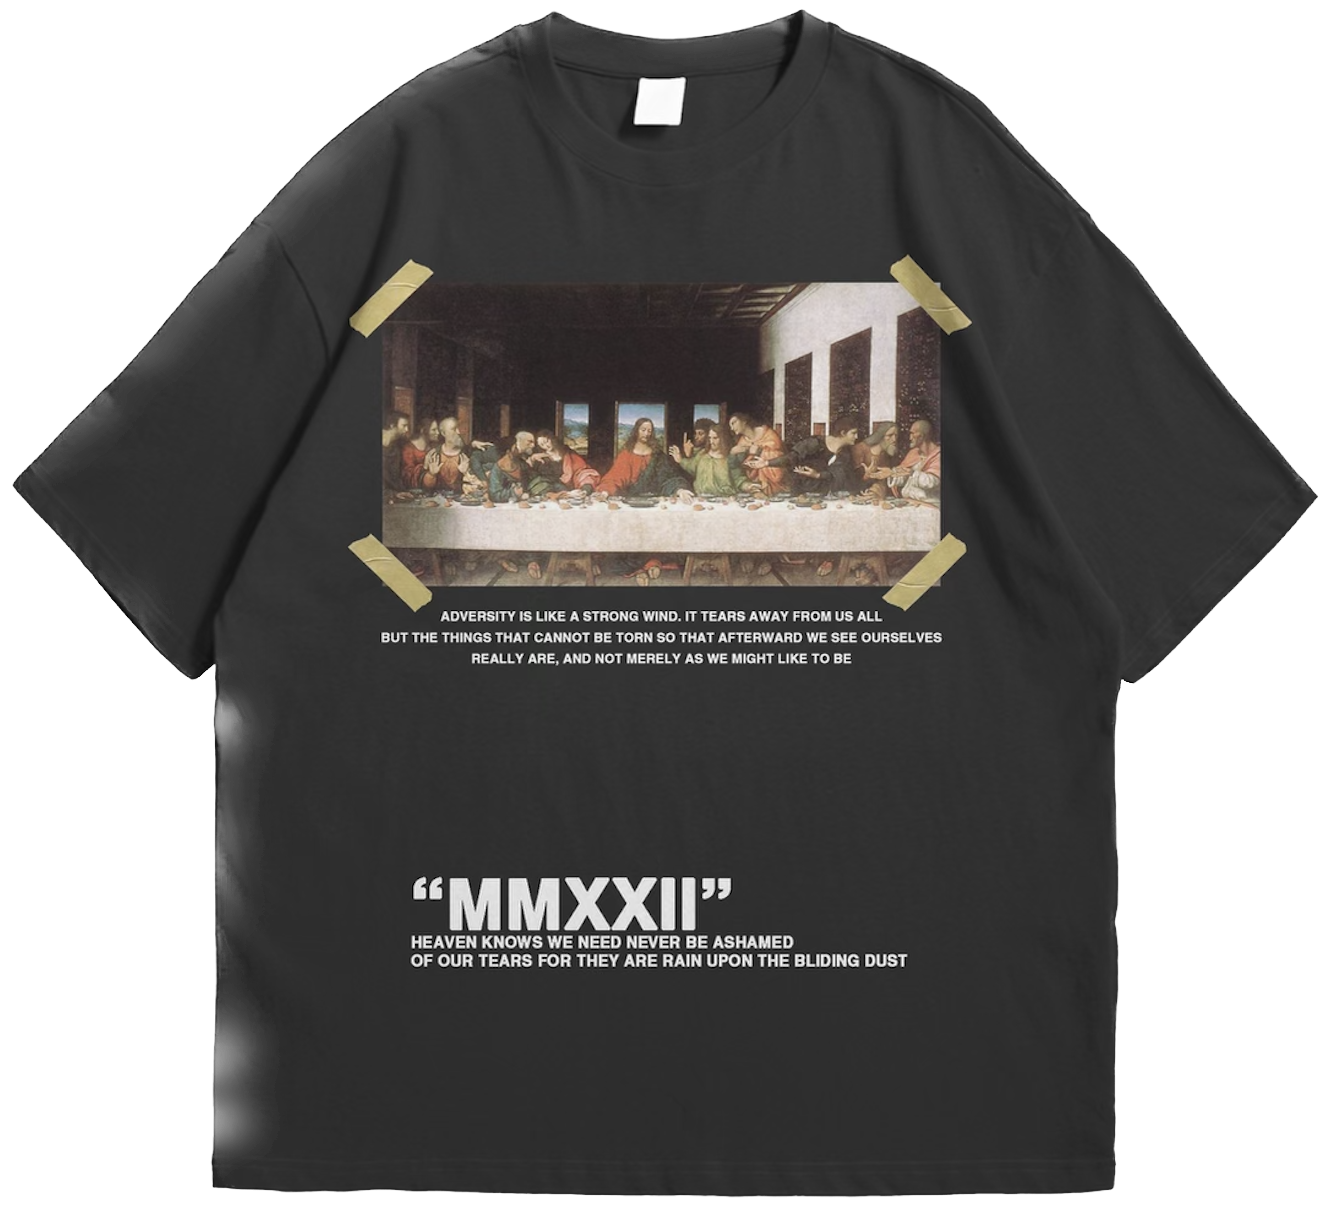 ADVERSITY IS LIKE A STRONG WIND. IT TEARS AWAY FROM US ALL
BUT THE THINGS THAT CANNOT BE TORN SO THAT AFTERWARD WE SEE OURSELVES
REALLY ARE, AND NOT MERELY AS WE MIGHT LIKE TO BE
“MMXXII”
HEAVEN KNOWS WE NEED NEVER BE ASHAMED
OF OUR TEARS FOR THEY ARE RAIN UPON THE BLIDING DUST